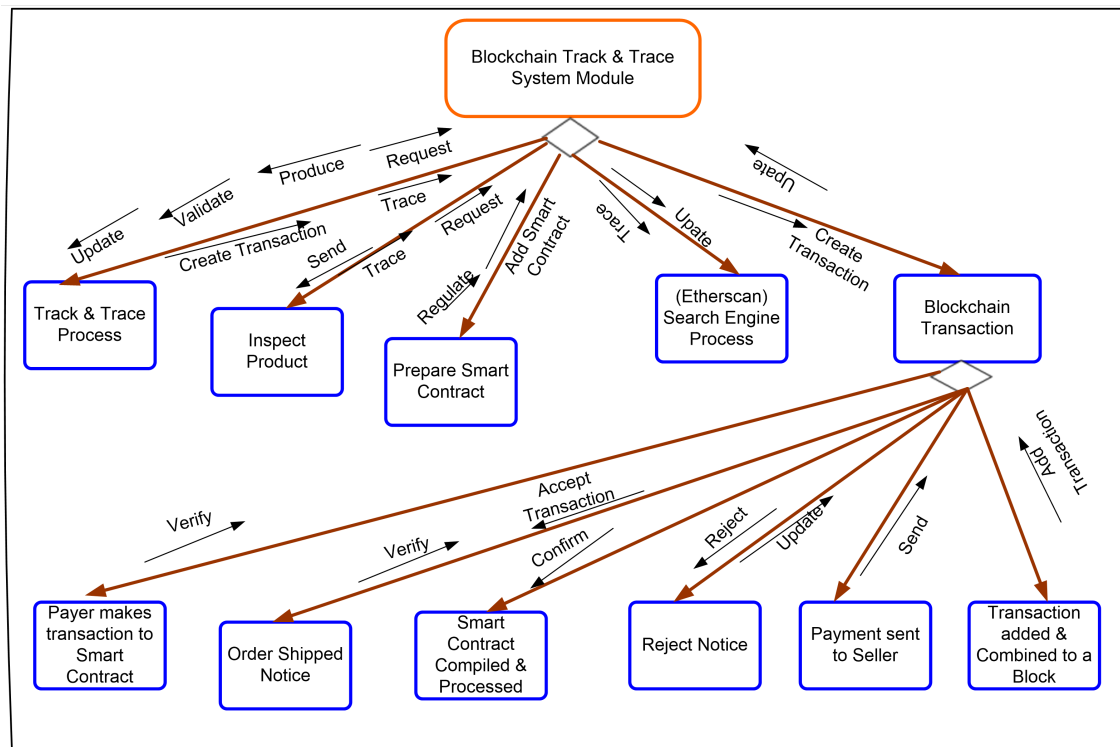 Blockchain Track & Trace
System Module
Request
Produce
Validate
Update
Trace
Create Transaction
Request
Send
Trace
Add Smart
Contract
Regulate
Trace
Upate
Upate
Create
Transaction
Track & Trace
Process
Inspect
Product
Prepare Smart
Contract
(Etherscan)
Search Engine
Process
Blockchain
Transaction
Verify
Accept
Transaction
Verify
Confirm
Reject
Update
Send
Add
Transaction
Payer makes
transaction to
Smart
Contract
Order Shipped
Notice
Smart
Contract
Compiled &
Processed
Reject Notice
Payment sent
to Seller
Transaction
added &
Combined to a
Block